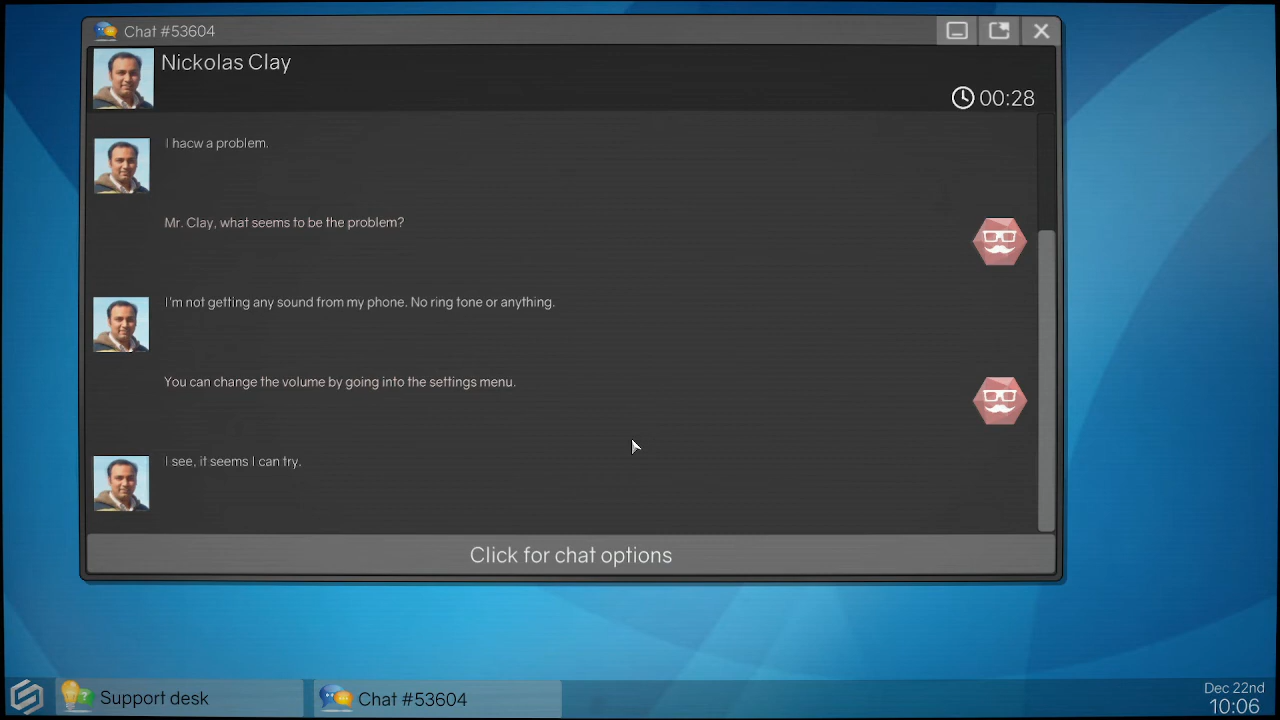 Chat #53604
Nickolas Clay
00:28
I hacw a problem.
Mr. Clay, what seems to be the problem?
I'm not getting any sound from my phone. No ring tone or anything.
You can change the volume by going into the settings menu.
I see, it seems I can try.
Click for chat options
Support desk
Chat #53604
Dec 22nd
10:06